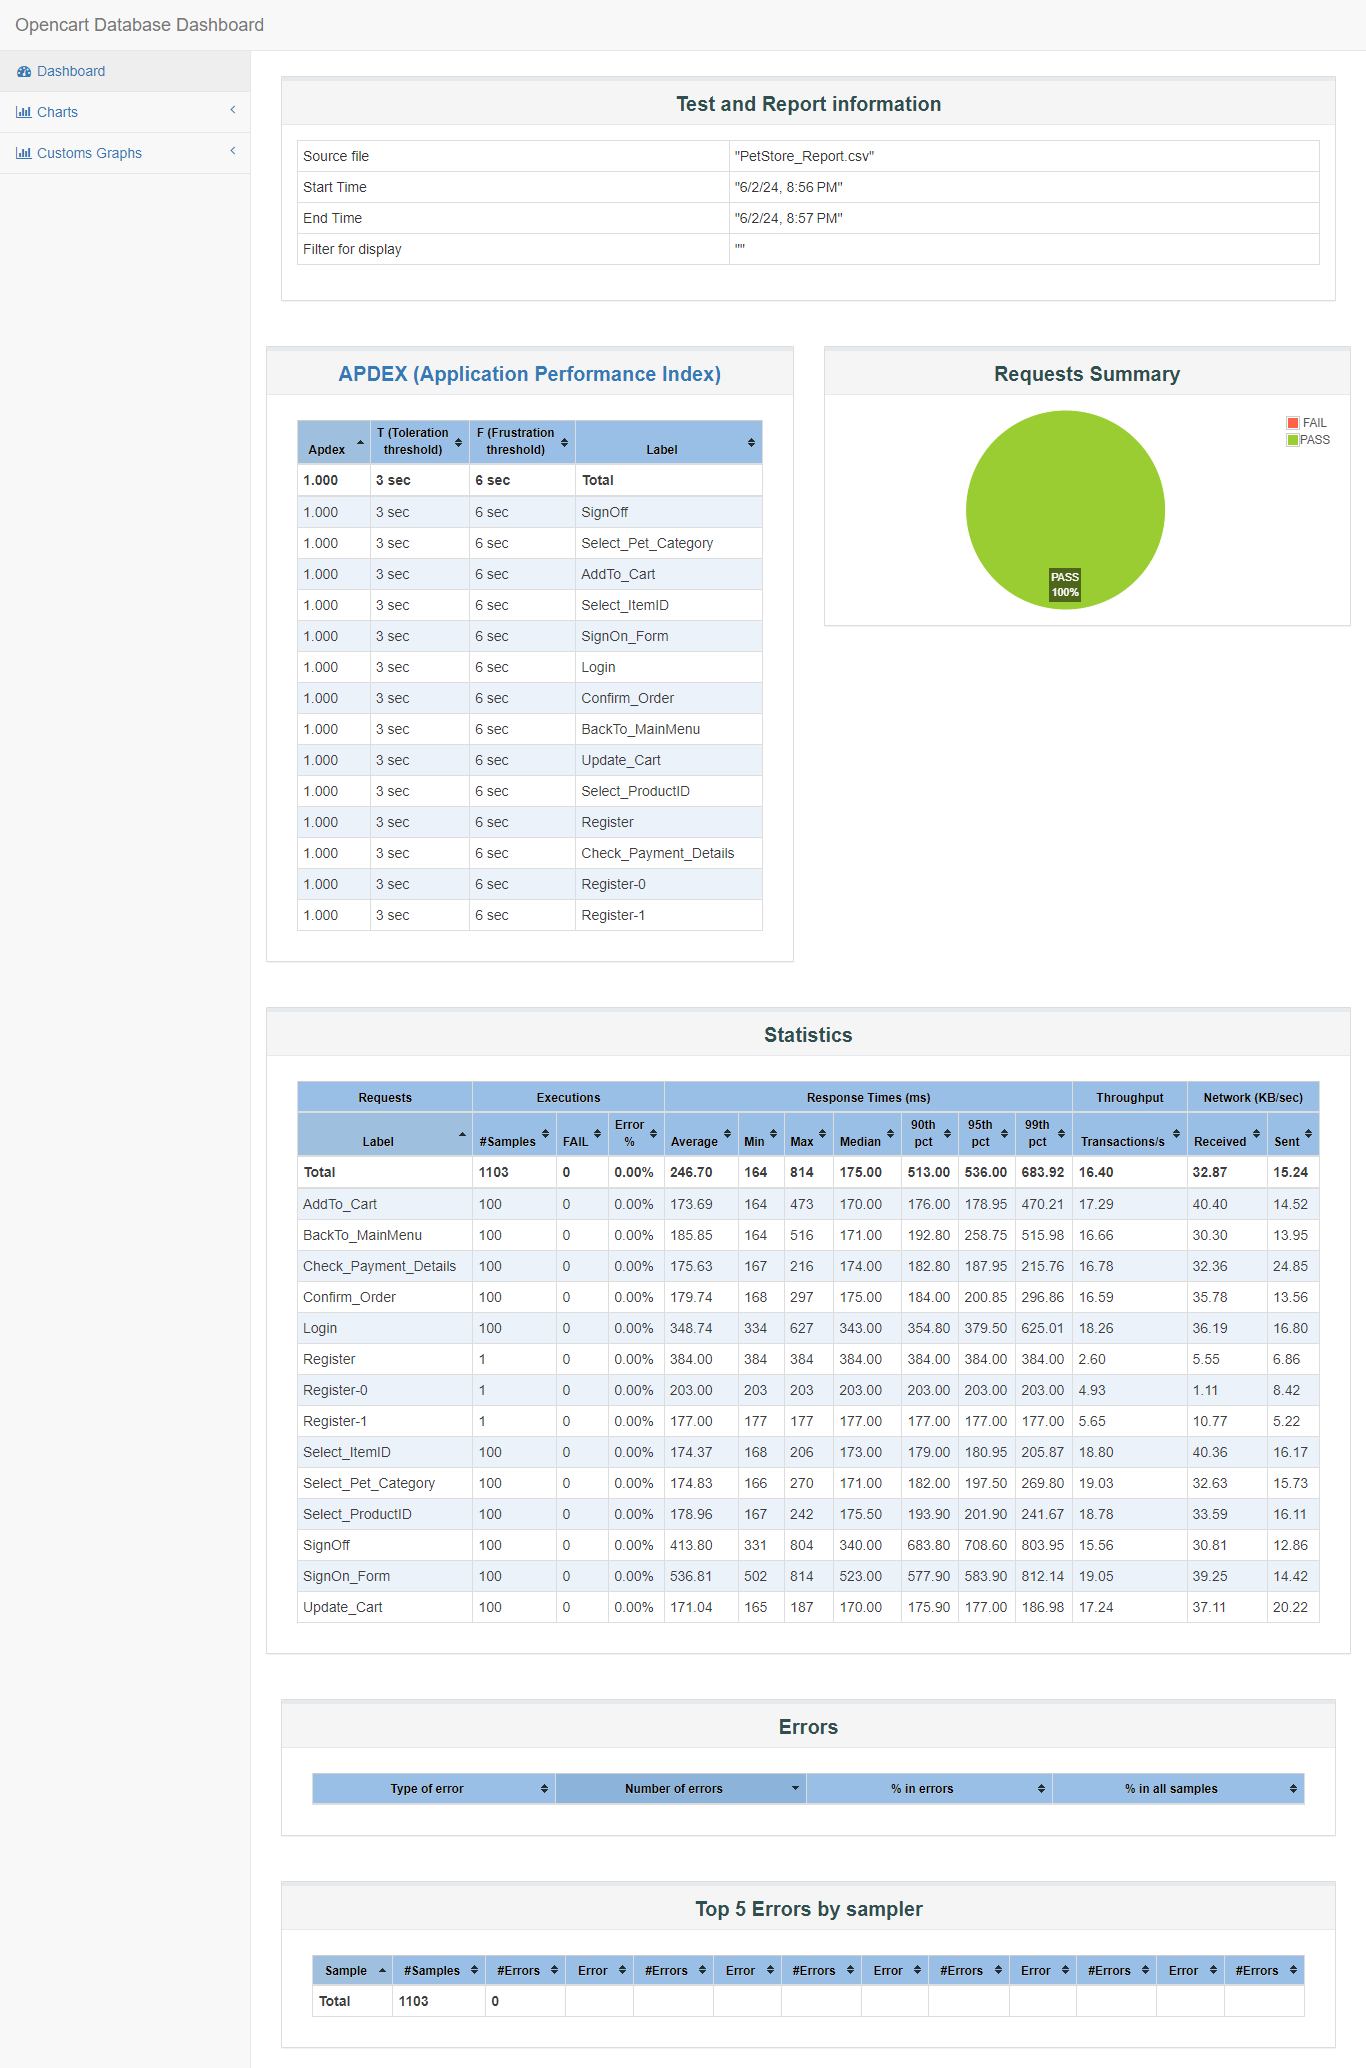 Opencart Database Dashboard
Dashboard
Charts
Customs Graphs
Test and Report information
Source file "PetStore_Report.csv"
Start Time "6/2/24, 8:56 PM"
End Time "6/2/24, 8:57 PM"
Filter for display ""
APDEX (Application Performance Index)
Apdex T (Toleration threshold) F (Frustration threshold) Label
1.000 3 sec 6 sec Total
1.000 3 sec 6 sec SignOff
1.000 3 sec 6 sec Select_Pet_Category
1.000 3 sec 6 sec AddTo_Cart
1.000 3 sec 6 sec Select_ItemID
1.000 3 sec 6 sec SignOn_Form
1.000 3 sec 6 sec Login
1.000 3 sec 6 sec Confirm_Order
1.000 3 sec 6 sec BackTo_MainMenu
1.000 3 sec 6 sec Update_Cart
1.000 3 sec 6 sec Select_ProductID
1.000 3 sec 6 sec Register
1.000 3 sec 6 sec Check_Payment_Details
1.000 3 sec 6 sec Register-0
1.000 3 sec 6 sec Register-1
Requests Summary
FAIL
PASS
PASS
100%
Statistics
Requests Executions Response Times (ms) Throughput Network (KB/sec)
Label #Samples FAIL Error % Average Min Max Median 90th pct 95th pct 99th pct Transactions/s Received Sent
Total 1103 0 0.00% 246.70 164 814 175.00 513.00 536.00 683.92 16.40 32.87 15.24
AddTo_Cart 100 0 0.00% 173.69 164 473 170.00 176.00 178.95 470.21 17.29 40.40 14.52
BackTo_MainMenu 100 0 0.00% 185.85 164 516 171.00 192.80 258.75 515.98 16.66 30.30 13.95
Check_Payment_Details 100 0 0.00% 175.63 167 216 174.00 182.80 187.95 215.76 16.78 32.36 24.85
Confirm_Order 100 0 0.00% 179.74 168 297 175.00 184.00 200.85 296.86 16.59 35.78 13.56
Login 100 0 0.00% 348.74 334 627 343.00 354.80 379.50 625.01 18.26 36.19 16.80
Register 1 0 0.00% 384.00 384 384 384.00 384.00 384.00 384.00 2.60 5.55 6.86
Register-0 1 0 0.00% 203.00 203 203 203.00 203.00 203.00 203.00 4.93 1.11 8.42
Register-1 1 0 0.00% 177.00 177 177 177.00 177.00 177.00 177.00 5.65 10.77 5.22
Select_ItemID 100 0 0.00% 174.37 168 206 173.00 179.00 180.95 205.87 18.80 40.36 16.17
Select_Pet_Category 100 0 0.00% 174.83 166 270 171.00 182.00 197.50 269.80 19.03 32.63 15.73
Select_ProductID 100 0 0.00% 178.96 167 242 175.50 193.90 201.90 241.67 18.78 33.59 16.11
SignOff 100 0 0.00% 413.80 331 804 340.00 683.80 708.60 803.95 15.56 30.81 12.86
SignOn_Form 100 0 0.00% 536.81 502 814 523.00 577.90 583.90 812.14 19.05 39.25 14.42
Update_Cart 100 0 0.00% 171.04 165 187 170.00 175.90 177.00 186.98 17.24 37.11 20.22
Errors
Type of error Number of errors % in errors % in all samples
Top 5 Errors by sampler
Sample #Samples #Errors Error #Errors Error #Errors Error #Errors Error #Errors Error #Errors
Total 1103 0